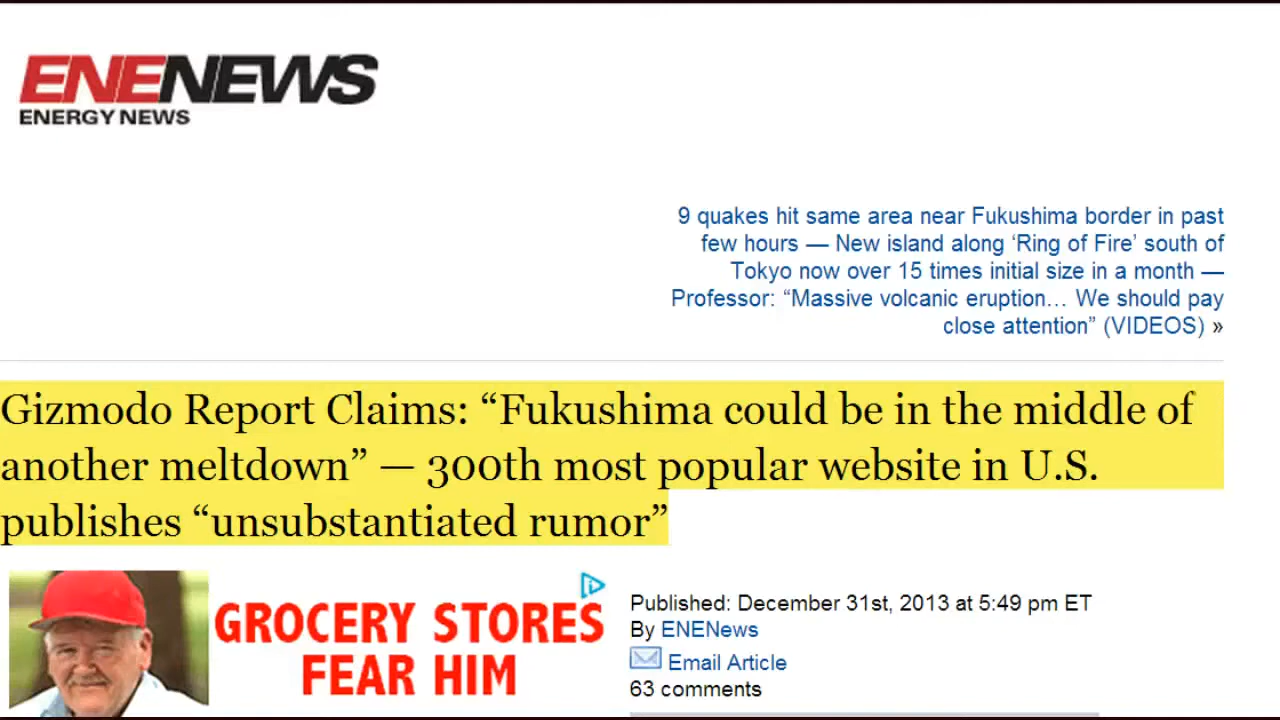 ENENEWS
ENERGY NEWS
9 quakes hit same area near Fukushima border in past
few hours — New island along ‘Ring of Fire’ south of
Tokyo now over 15 times initial size in a month —
Professor: “Massive volcanic eruption… We should pay
close attention” (VIDEOS) »
Gizmodo Report Claims: “Fukushima could be in the middle of
another meltdown” — 300th most popular website in U.S.
publishes “unsubstantiated rumor”
GROCERY STORES
FEAR HIM
Published: December 31st, 2013 at 5:49 pm ET
By ENENews
Email Article
63 comments